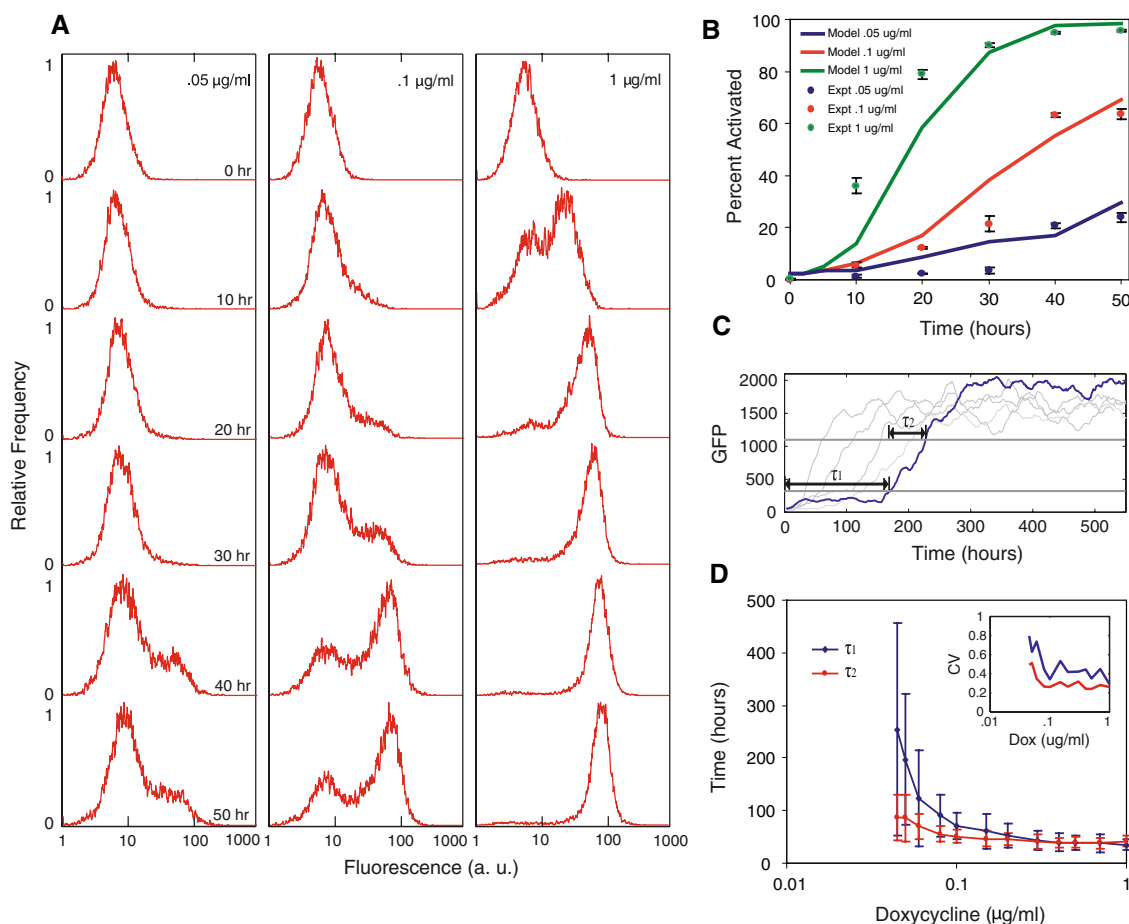 A
.05 µg/ml
.1 µg/ml
1 µg/ml
1
0
0 hr
1
0
10 hr
1
0
20 hr
1
0
30 hr
1
0
40 hr
1
0
50 hr
Relative Frequency
1 10 100 1000
1 10 100 1000
1 10 100 1000
Fluorescence (a. u.)
B
Model .05 ug/ml
Model .1 ug/ml
Model 1 ug/ml
Expt .05 ug/ml
Expt .1 ug/ml
Expt 1 ug/ml
Percent Activated
100
80
60
40
20
0
0 10 20 30 40 50
Time (hours)
C
GFP
2000
1500
1000
500
0
τ2
τ1
0 100 200 300 400 500
Time (hours)
D
Time (hours)
500
400
300
200
100
0
τ1
τ2
CV
1
0.8
0.6
0.4
0.2
0
.01 .1 1
Dox (ug/ml)
0.01 0.1 1
Doxycycline (µg/ml)